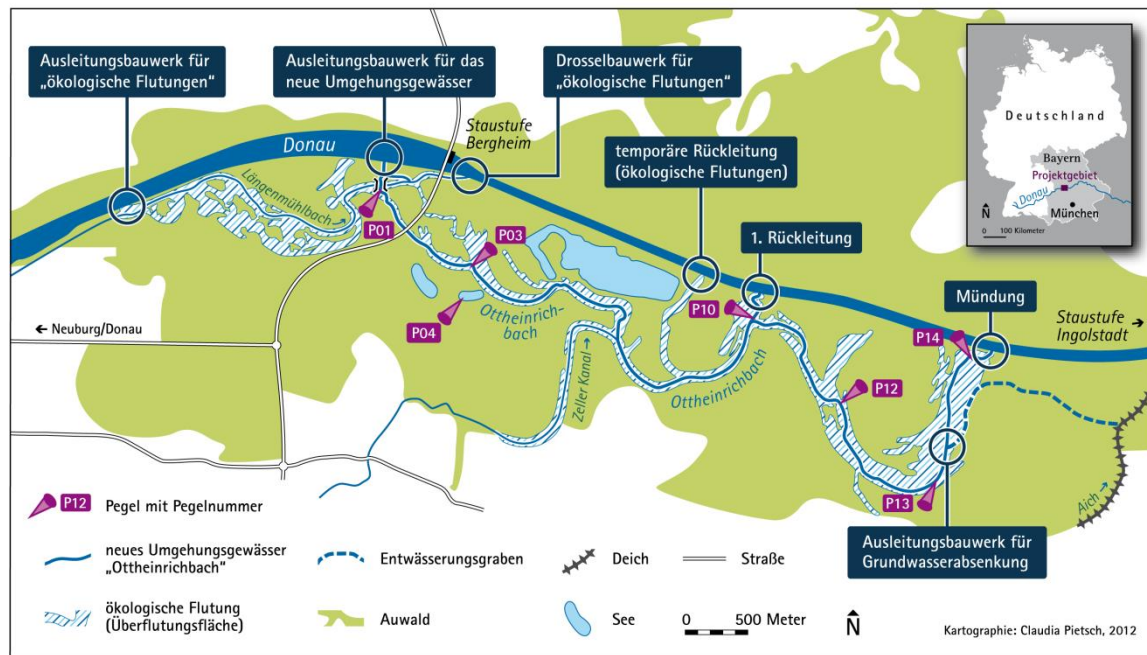 Ausleitungsbauwerk für
„ökologische Flutungen“
Ausleitungsbauwerk für das
neue Umgehungsgewässer
Drosselbauwerk für
„ökologische Flutungen“
Staustufe
Bergheim
Donau
temporäre Rückleitung
(ökologische Flutungen)
1. Rückleitung
Mündung
Staustufe →
Ingolstadt
Längenmühlbach →
P01
P03
P04
Ottheinrich-
bach
P10
P14
← Neuburg/Donau
Zeller Kanal →
Ottheinrichbach
P12
P13
Aich →
Ausleitungsbauwerk für
Grundwasserabsenkung
Deutschland
Bayern
Projektgebiet
Donau
München
N
0 100 Kilometer
P12 Pegel mit Pegelnummer
neues Umgehungsgewässer
„Ottheinrichbach“
Entwässerungsgraben
Deich
Straße
ökologische Flutung
(Überflutungsfläche)
Auwald
See
0 500 Meter
N
Kartographie: Claudia Pietsch, 2012